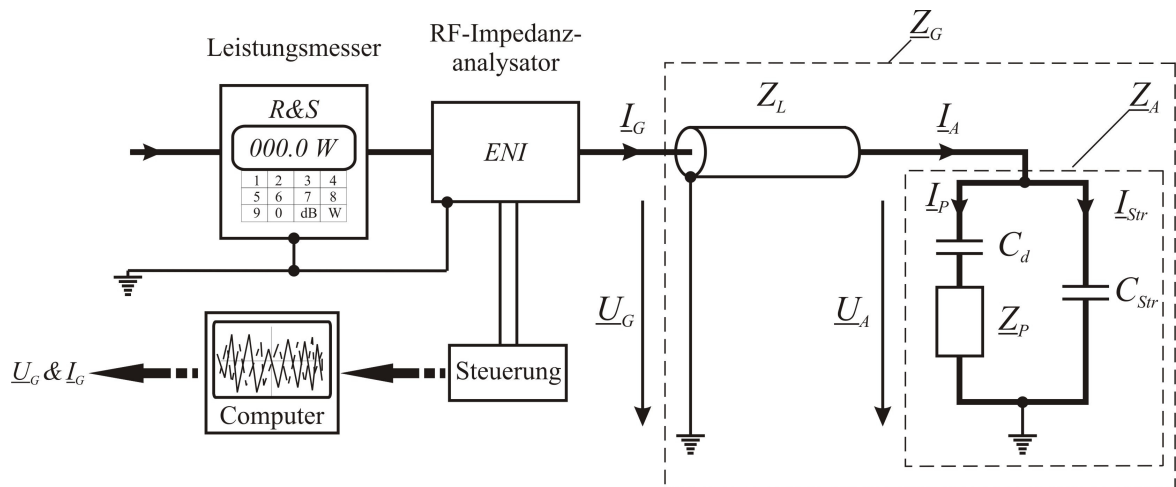 Leistungsmesser
R&S
000.0 W
1 2 3 4
5 6 7 8
9 0 dB W
RF-Impedanz-
analysator
ENI
I_G
Z_L
I_A
Z_G
Z_A
I_P
I_Str
C_d
C_Str
Z_P
U_G
U_A
Steuerung
Computer
U_G & I_G